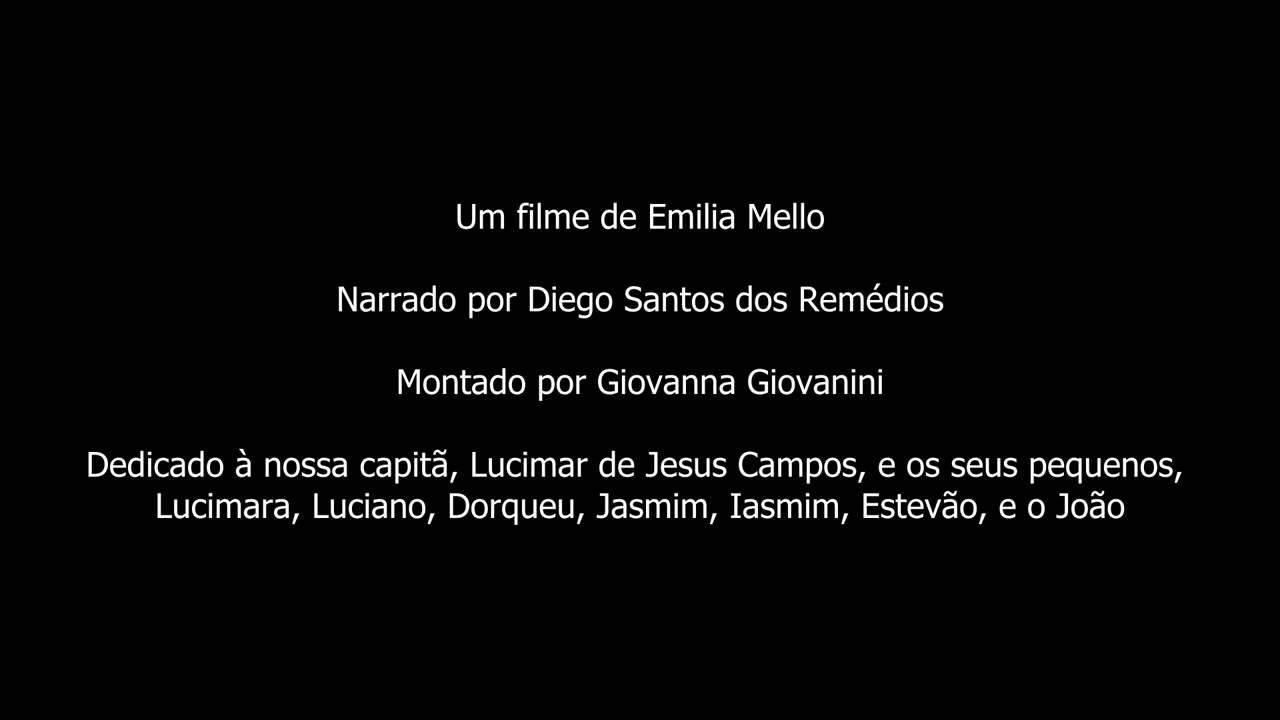 Um filme de Emilia Mello
Narrado por Diego Santos dos Remédios
Montado por Giovanna Giovanini
Dedicado à nossa capitã, Lucimar de Jesus Campos, e os seus pequenos,
Lucimara, Luciano, Dorqueu, Jasmim, Iasmim, Estevão, e o João